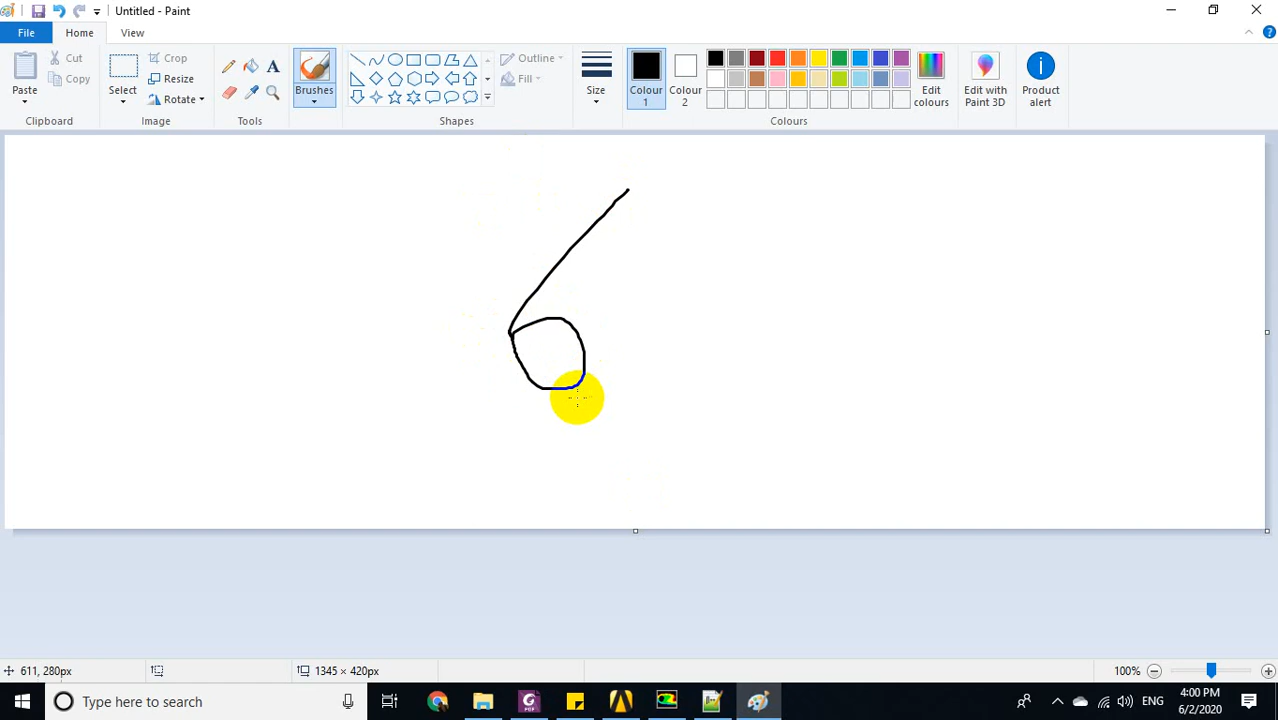 Untitled - Paint
File Home View
Paste Cut Copy
Select Crop Resize Rotate
A
Brushes
Outline Fill
Size
Colour 1
Colour 2
Edit colours
Edit with Paint 3D
Product alert
Clipboard Image Tools Shapes Colours
611, 280px 1345 × 420px 100%
Type here to search
ENG
4:00 PM
6/2/2020